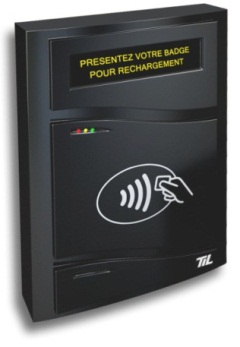 PRESENTEZ VOTRE BADGE
POUR RECHARGEMENT
TiL